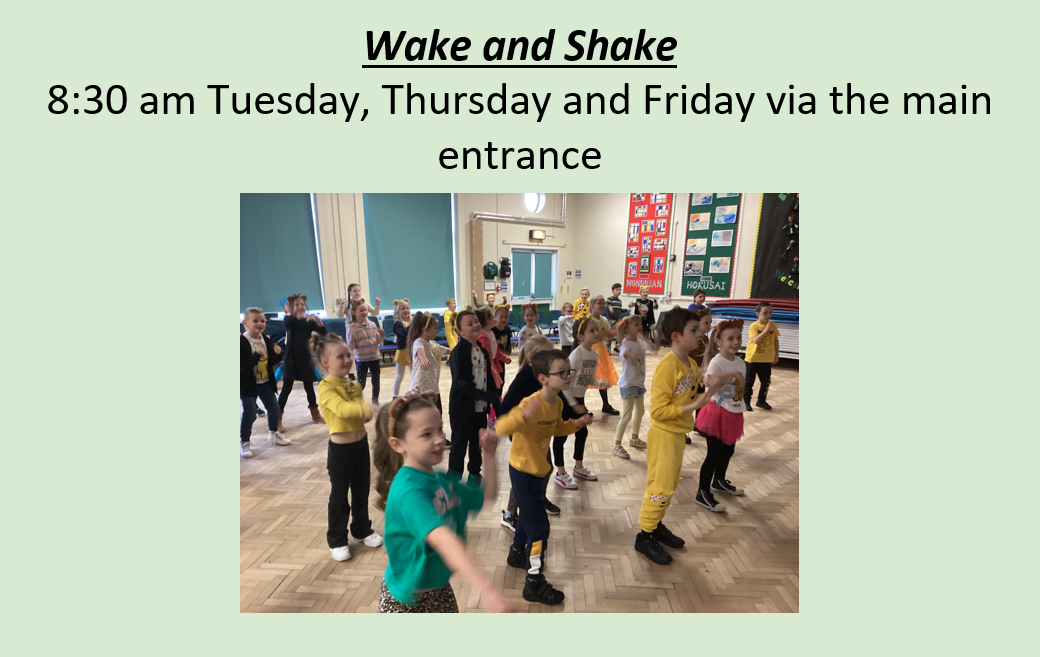 Wake and Shake
8:30 am Tuesday, Thursday and Friday via the main
entrance
HOKUSAI